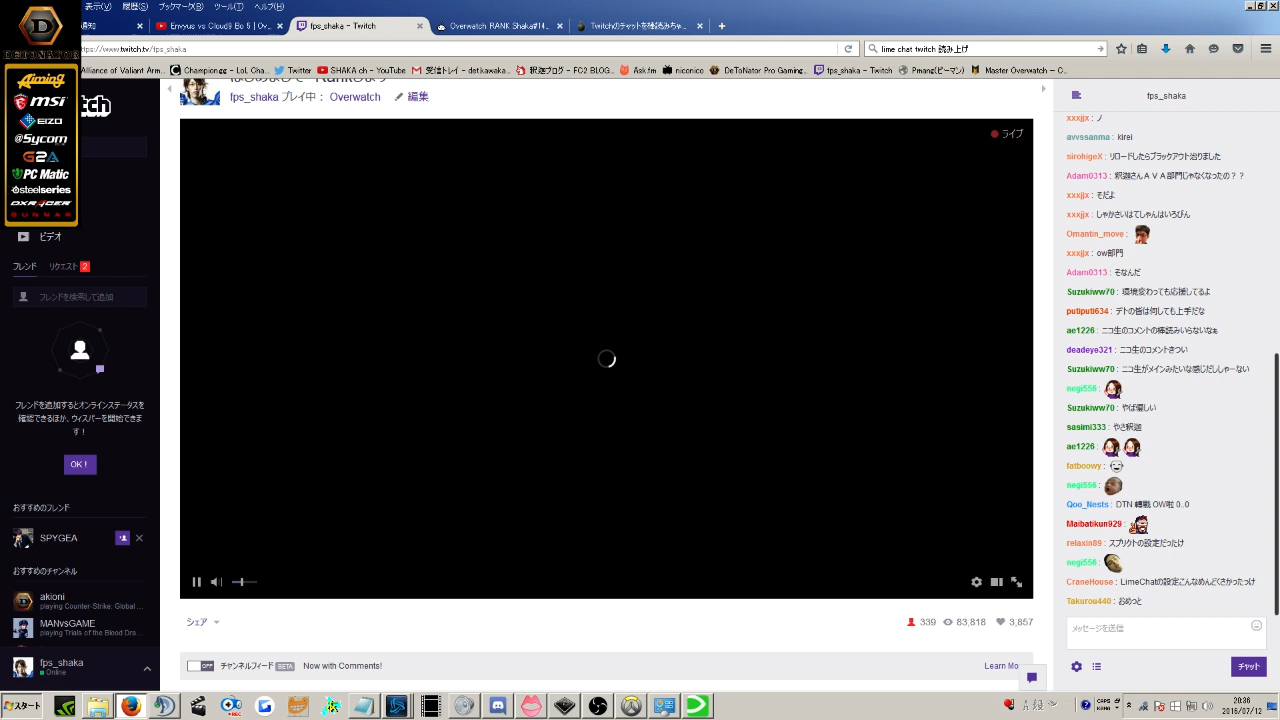 表示(V) 履歴(S) ブックマーク(B) ツール(T) ヘルプ(H)
Envyus vs Cloud9 Bo 5 | Ov...
fps_shaka - Twitch
Overwatch RANK Shaka#14...
Twitchのチャットを棒読みちゃ...
ttps://www.twitch.tv/fps_shaka
lime chat twitch 読み上げ
Alliance of Valiant Arm...
Championgg - LoL Cha...
Twitter
SHAKA ch - YouTube
受信トレイ - detkawaka...
釈迦ブログ - FC2 BLOG...
Ask.fm
niconico
DeToNator Pro Gaming...
fps_shaka - Twitch
Pmang(ピーマン)
Master Overwatch - C...
DETONATOR
Aiming
msi
EIZO
@Sycom
G2A
PC Matic
steelseries
DXRACER
GUNNAR
ビデオ
フレンド リクエスト 2
フレンドを検索して追加
フレンドを追加するとオンラインステータスを
確認できるほか、ウィスパーを開始できま
す！
OK！
おすすめのフレンド
SPYGEA
おすすめのチャンネル
akioni
playing Counter-Strike: Global ...
MANvsGAME
playing Trials of the Blood Dra...
fps_shaka
Online
fps_shaka プレイ中： Overwatch 編集
ライブ
シェア
339 83,818 3,857
OFF チャンネルフィード BETA Now with Comments!
Learn Mo
fps_shaka
xxxjjx : ノ
avvssanma : kirei
sirohigeX : リロードしたらブラックアウト治りました
Adam0313 : 釈迦さんＡＶＡ部門じゃなくなったの？？
xxxjjx : そだよ
xxxjjx : しゃかさいはてしゃんはいろびん
Omantin_move :
xxxjjx : ow部門
Adam0313 : そなんだ
Suzukiww70 : 環境変わっても応援してるよ
putiputi634 : デトの皆は何しても上手だな
ae1226 : ニコ生のコメントの棒読みいらないなぁ
deadeye321 : ニコ生のコメントきつい
Suzukiww70 : ニコ生がメインみたいな感じだししゃーない
negi556 :
Suzukiww70 : やば優しい
sasimi333 : やさ釈迦
ae1226 :
fatboowy :
negi556 :
Qoo_Nests : DTN 轉戰 OW啦 0..0
Maibatikun929 :
relaxin89 : スプリクトの設定だったけ
negi556 :
CraneHouse : LimeChatの設定こんなめんどくさかったっけ
Takurou440 : おめっと
メッセージを送信
チャット
スタート
REC
KBD
20:36
2016/07/12